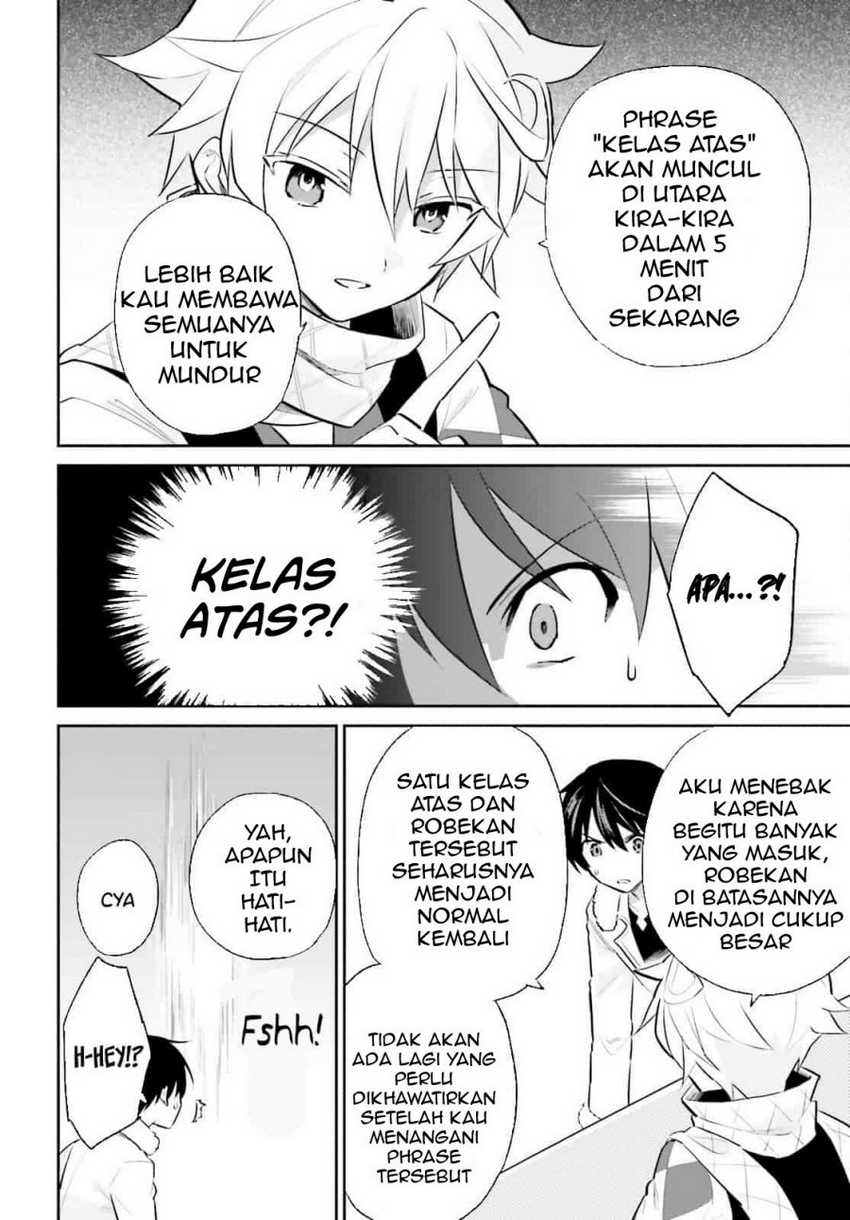 PHRASE
"KELAS ATAS"
AKAN MUNCUL
DI UTARA
KIRA-KIRA
DALAM 5
MENIT
DARI
SEKARANG
LEBIH BAIK
KAU MEMBAWA
SEMUANYA
UNTUK
MUNDUR
APA...?!
KELAS
ATAS?!
AKU MENEBAK
KARENA
BEGITU BANYAK
YANG MASUK,
ROBEKAN
DI BATASANNYA
MENJADI CUKUP
BESAR
SATU KELAS
ATAS DAN
ROBEKAN
TERSEBUT
SEHARUSNYA
MENJADI
NORMAL
KEMBALI
TIDAK AKAN
ADA LAGI YANG
PERLU
DIKHAWATIRKAN
SETELAH KAU
MENANGANI
PHRASE
TERSEBUT
YAH,
APAPUN
ITU
HATI-
HATI.
CYA
Fshh!
H-HEY!?